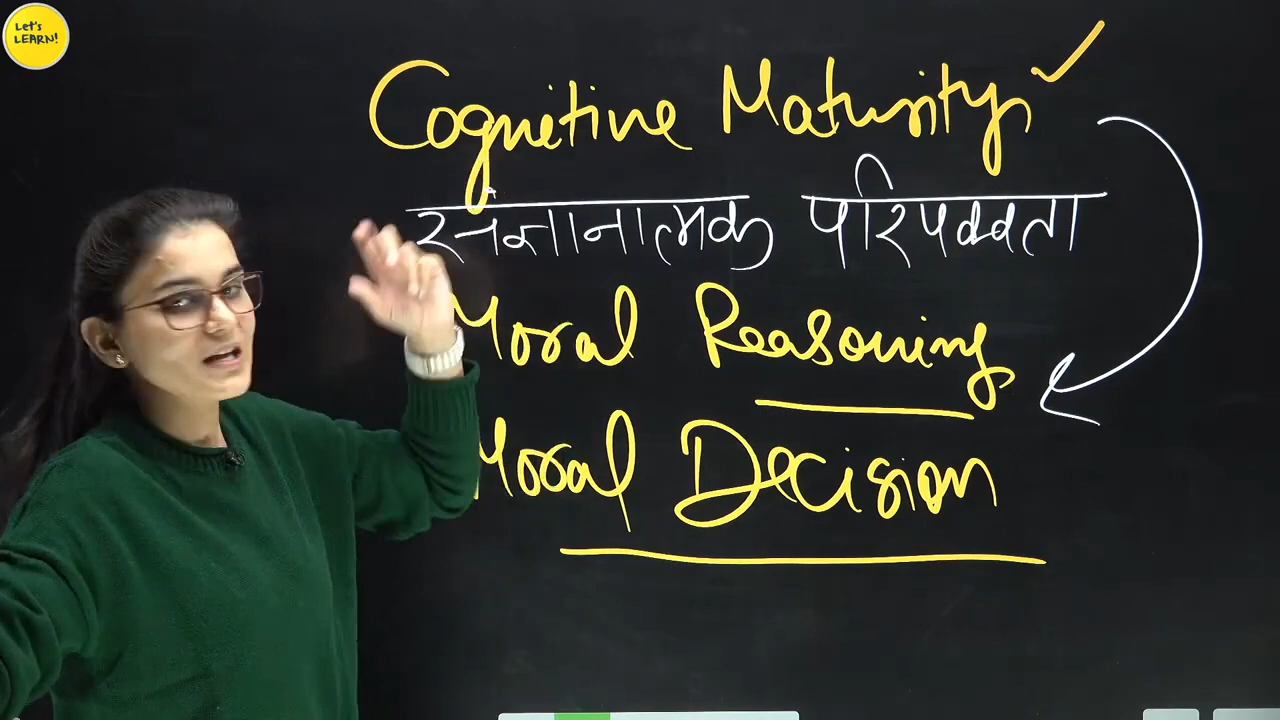 Let's
LEARN!
Cognitive Maturity
संज्ञानात्मक परिपक्वता
Moral Reasoning
Moral Decision